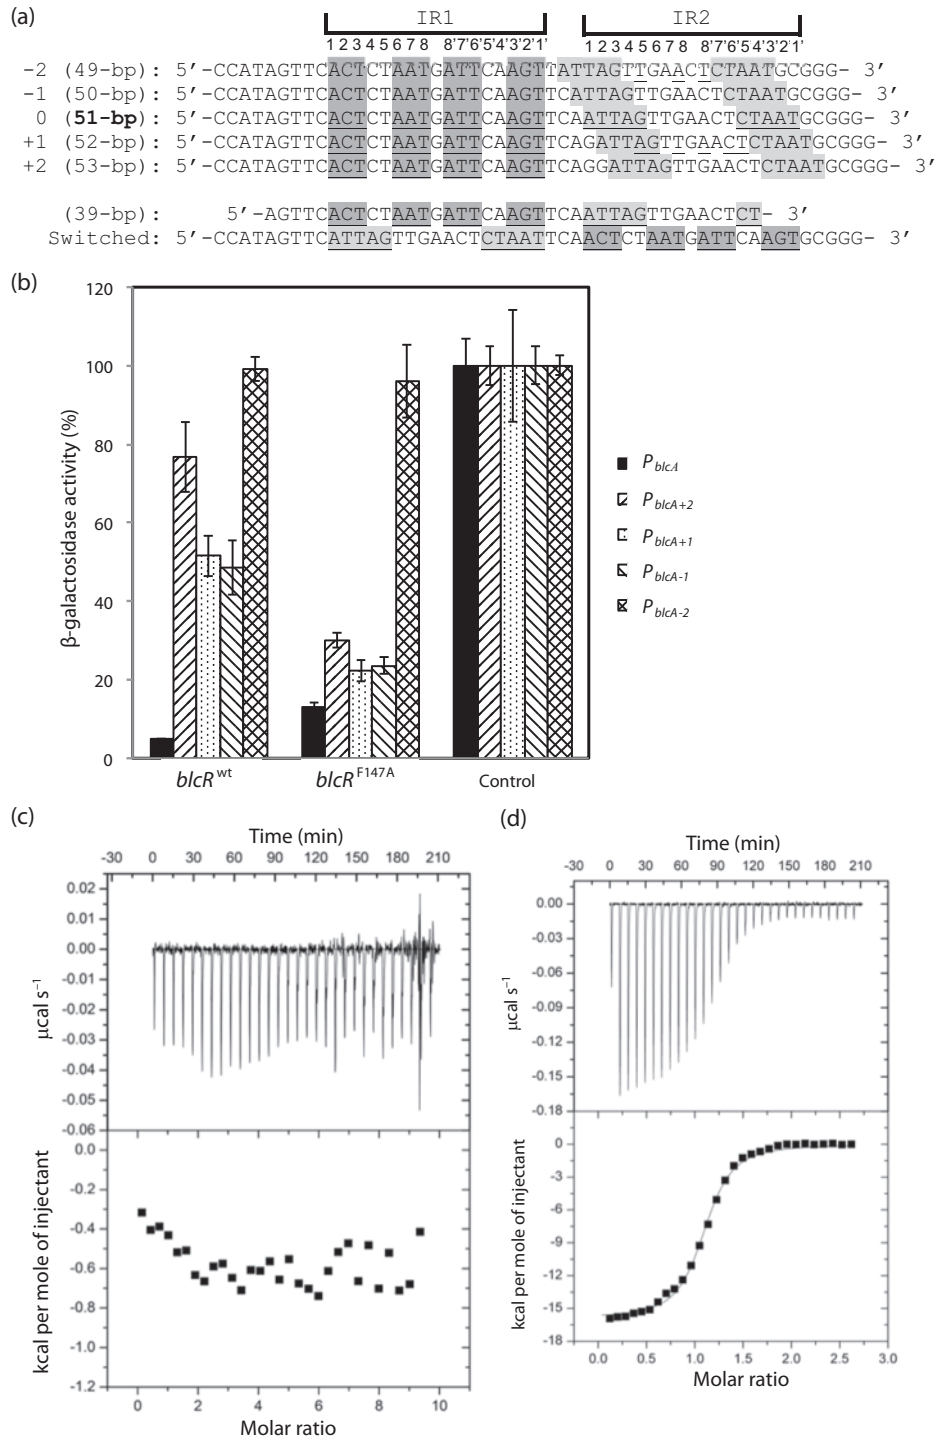 (a)
IR1 IR2
1 2 3 4 5 6 7 8 8'7'6'5'4'3'2'1' 1 2 3 4 5 6 7 8 8'7'6'5'4'3'2'1'
-2 (49-bp): 5'-CCATAGTTCACTCTAATGATTCAAGTTATTAGTTGAACTCTAATGCGGG- 3'
-1 (50-bp): 5'-CCATAGTTCACTCTAATGATTCAAGTTCATTAGTTGAACTCTAATGCGGG- 3'
0 (51-bp): 5'-CCATAGTTCACTCTAATGATTCAAGTTCAATTAGTTGAACTCTAATGCGGG- 3'
+1 (52-bp): 5'-CCATAGTTCACTCTAATGATTCAAGTTCAGATTAGTTGAACTCTAATGCGGG- 3'
+2 (53-bp): 5'-CCATAGTTCACTCTAATGATTCAAGTTCAGGATTAGTTGAACTCTAATGCGGG- 3'
(39-bp): 5'-AGTTCACTCTAATGATTCAAGTTCAATTAGTTGAACTCT- 3'
Switched: 5'-CCATAGTTCATTAGTTGAACTCTAATTCAACTCTAATGATTCAAGTGCGGG- 3'
(b)
120
100
80
60
40
20
0
β-galactosidase activity (%)
blcR wt blcR F147A Control
P blcA
P blcA+2
P blcA+1
P blcA-1
P blcA-2
(c)
Time (min)
-30 0 30 60 90 120 150 180 210
0.02
0.01
0.00
-0.01
-0.02
-0.03
-0.04
-0.05
-0.06
μcal s⁻¹
0.0
-0.2
-0.4
-0.6
-0.8
-1.0
-1.2
kcal per mole of injectant
0 2 4 6 8 10
Molar ratio
(d)
Time (min)
-30 0 30 60 90 120 150 180 210
0.00
-0.03
-0.06
-0.09
-0.12
-0.15
-0.18
μcal s⁻¹
0
-3
-6
-9
-12
-15
-18
kcal per mole of injectant
0.0 0.5 1.0 1.5 2.0 2.5 3.0
Molar ratio